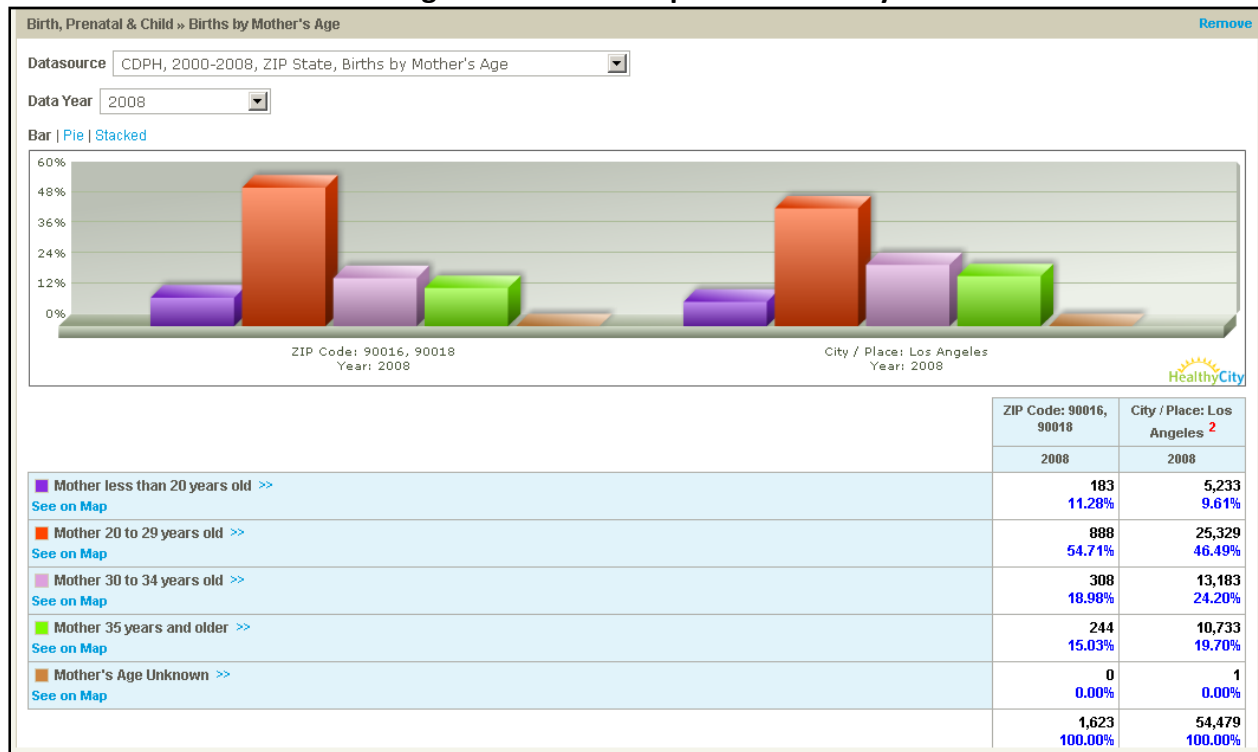 Birth, Prenatal & Child » Births by Mother's Age Remove
Datasource CDPH, 2000-2008, ZIP State, Births by Mother's Age
Data Year 2008
Bar | Pie | Stacked
60%
48%
36%
24%
12%
0%
ZIP Code: 90016, 90018
Year: 2008
City / Place: Los Angeles
Year: 2008
HealthyCity
ZIP Code: 90016, 90018 City / Place: Los Angeles 2
2008 2008
Mother less than 20 years old >> 183 5,233
See on Map 11.28% 9.61%
Mother 20 to 29 years old >> 888 25,329
See on Map 54.71% 46.49%
Mother 30 to 34 years old >> 308 13,183
See on Map 18.98% 24.20%
Mother 35 years and older >> 244 10,733
See on Map 15.03% 19.70%
Mother's Age Unknown >> 0 1
See on Map 0.00% 0.00%
1,623 54,479
100.00% 100.00%